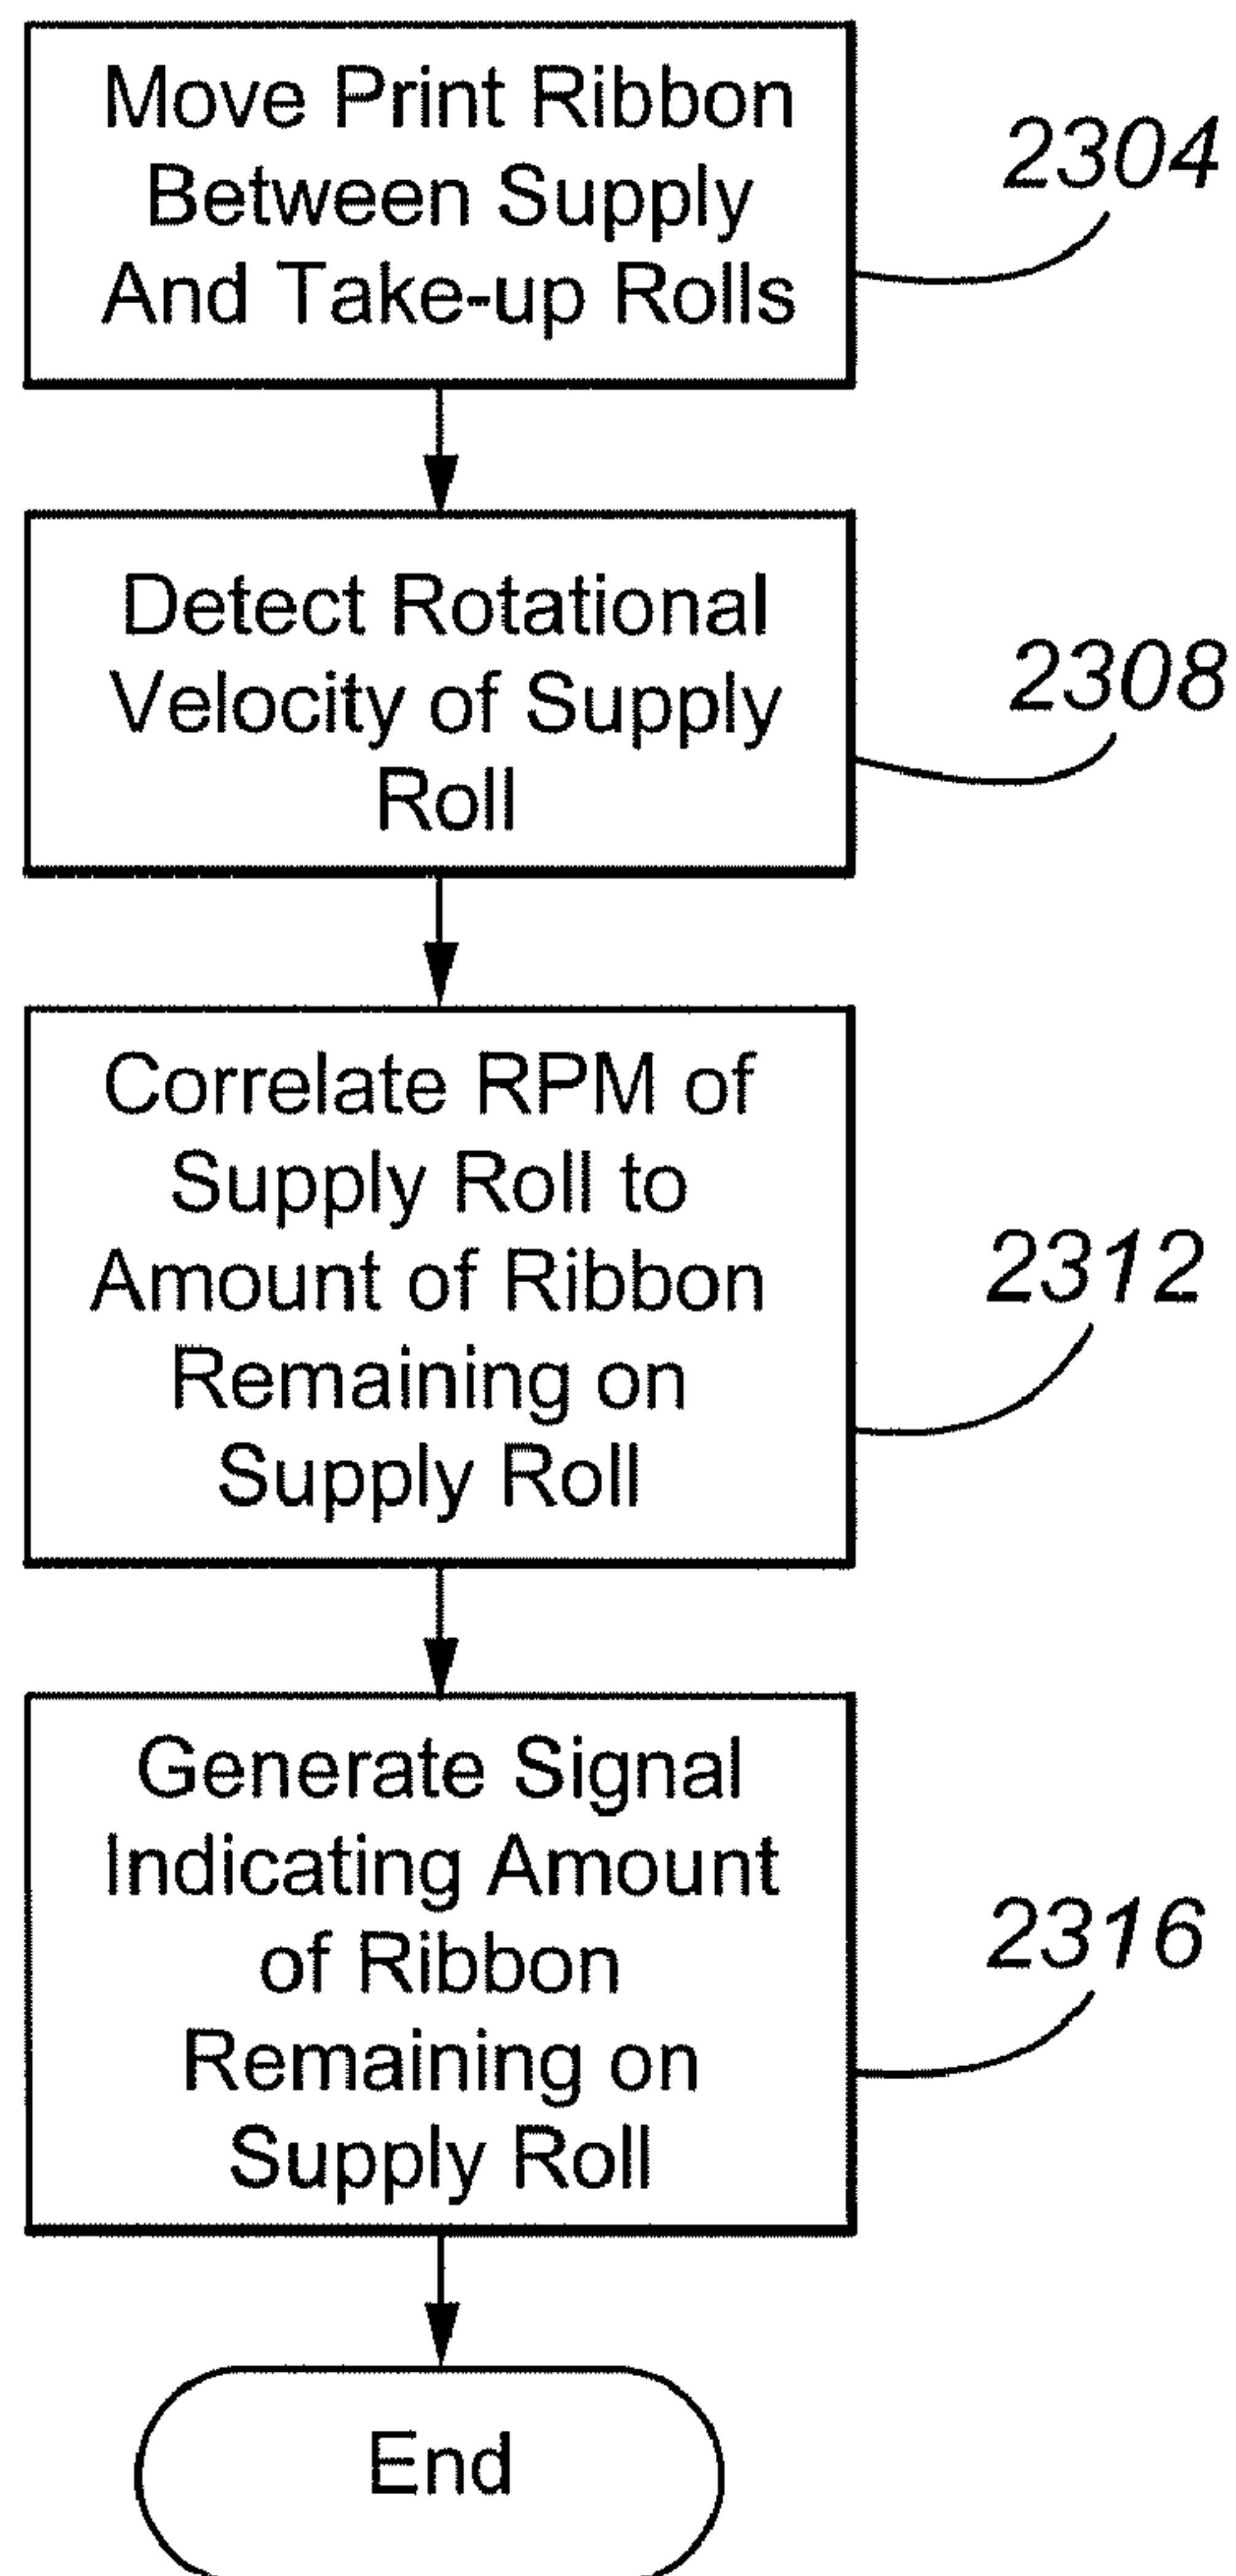 Move Print Ribbon
Between Supply
And Take-up Rolls
2304
Detect Rotational
Velocity of Supply
Roll
2308
Correlate RPM of
Supply Roll to
Amount of Ribbon
Remaining on
Supply Roll
2312
Generate Signal
Indicating Amount
of Ribbon
Remaining on
Supply Roll
2316
End